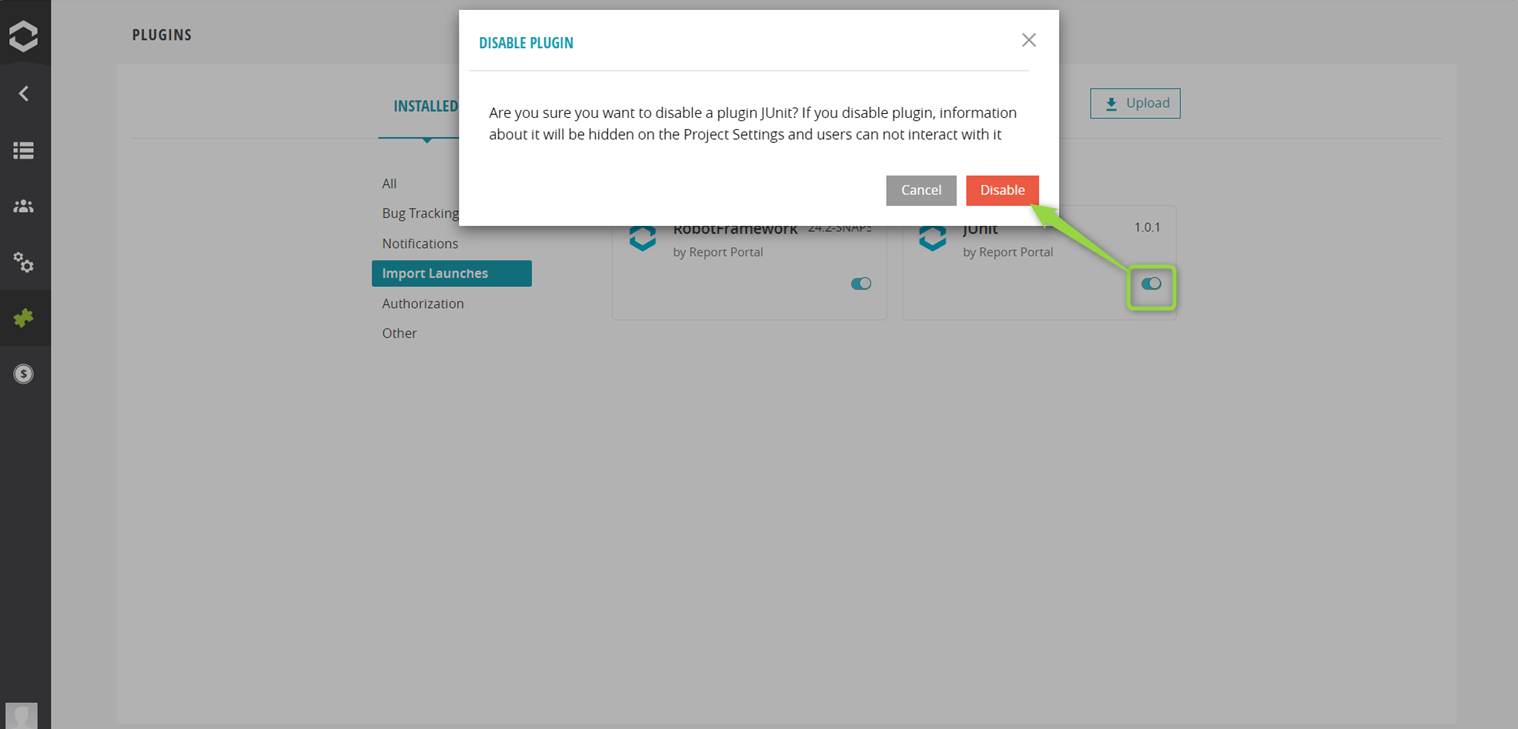 PLUGINS
DISABLE PLUGIN
INSTALLED
Upload
Are you sure you want to disable a plugin JUnit? If you disable plugin, information
about it will be hidden on the Project Settings and users can not interact with it
Cancel
Disable
All
Bug Tracking
Notifications
Import Launches
Authorization
Other
RobotFramework 24.2-SNAPS
by Report Portal
JUnit 1.0.1
by Report Portal
$